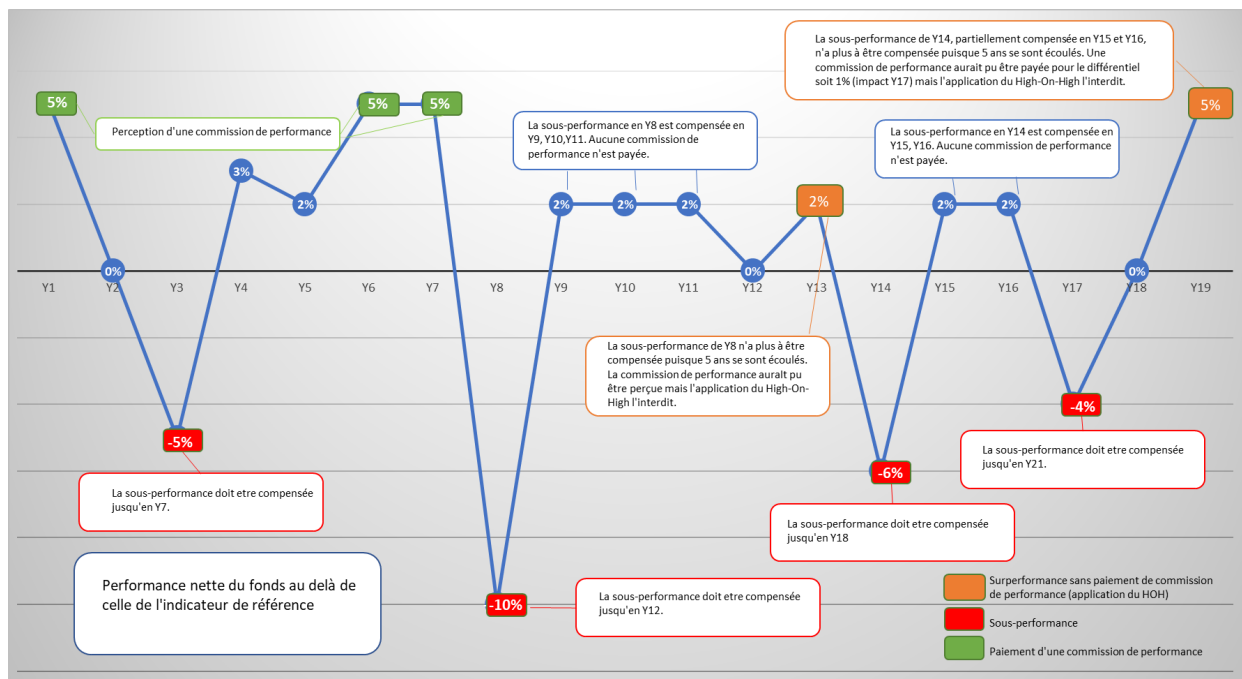 La sous-performance de Y14, partiellement compensée en Y15 et Y16,
n'a plus à être compensée puisque 5 ans se sont écoulés. Une
commission de performance aurait pu être payée pour le différentiel
soit 1% (impact Y17) mais l'application du High-On-High l'interdit.
5%
Perception d'une commission de performance
5%
5%
La sous-performance en Y8 est compensée en
Y9, Y10,Y11. Aucune commission de
performance n'est payée.
La sous-performance en Y14 est compensée en
Y15, Y16. Aucune commission de performance
n'est payée.
5%
3%
2%
2%
2%
2%
2%
2%
2%
0%
0%
0%
Y1
Y2
Y3
Y4
Y5
Y6
Y7
Y8
Y9
Y10
Y11
Y12
Y13
Y14
Y15
Y16
Y17
Y18
Y19
La sous-performance de Y8 n'a plus à être
compensée puisque 5 ans se sont écoulés.
La commission de performance aurait pu
être perçue mais l'application du High-On-
High l'interdit.
-4%
-5%
La sous-performance doit etre compensée
jusqu'en Y21.
-6%
La sous-performance doit etre compensée
jusqu'en Y7.
La sous-performance doit etre compensée
jusqu'en Y18
Performance nette du fonds au delà de
celle de l'indicateur de référence
-10%
La sous-performance doit etre compensée
jusqu'en Y12.
Surperformance sans paiement de commission
de performance (application du HOH)
Sous-performance
Paiement d'une commission de performance